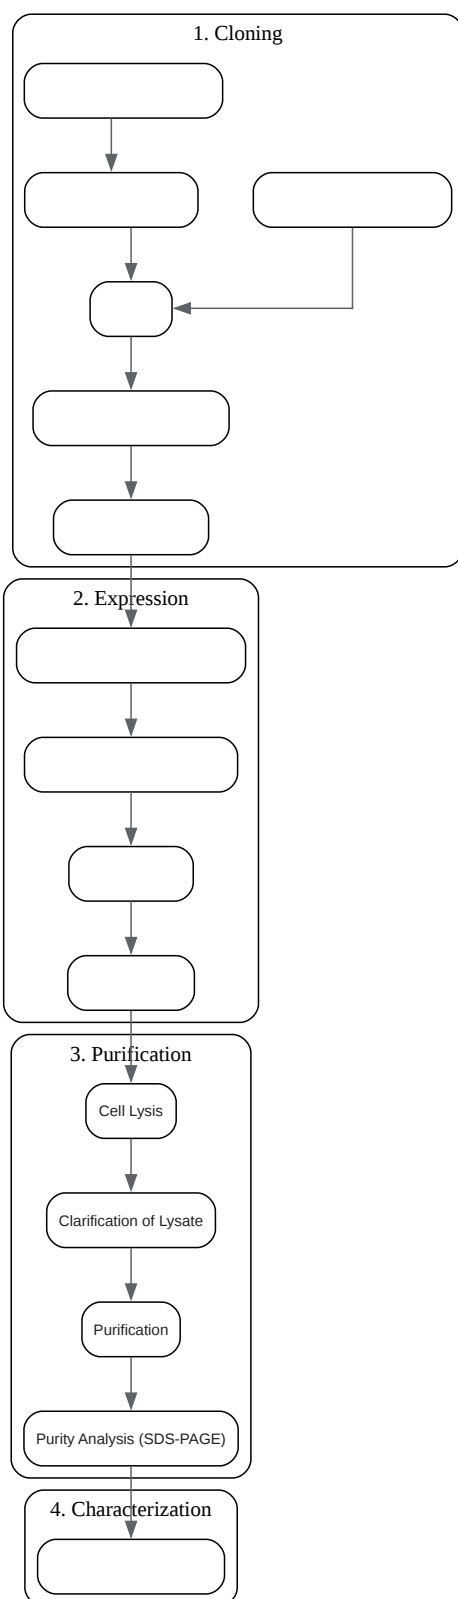 1. Cloning
2. Expression
3. Purification
Cell Lysis
Clarification of Lysate
Purification
Purity Analysis (SDS-PAGE)
4. Characterization